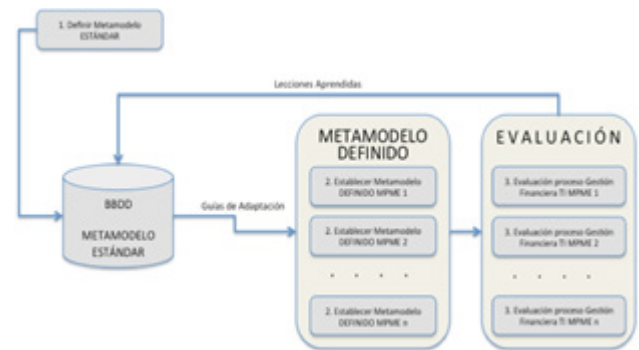 1. Definir Metamodelo
ESTÁNDAR
Lecciones Aprendidas
METAMODELO
DEFINIDO
EVALUACIÓN
2. Establecer Metamodelo
DEFINIDO MPME 1
3. Evaluación proceso Gestión
Financiera TI MPME 1
BBDD
METAMODELO
ESTÁNDAR
Guías de Adaptación
2. Establecer Metamodelo
DEFINIDO MPME 2
3. Evaluación proceso Gestión
Financiera TI MPME 2
. . . .
. . . .
2. Establecer Metamodelo
DEFINIDO MPME n
3. Evaluación proceso Gestión
Financiera TI MPME n